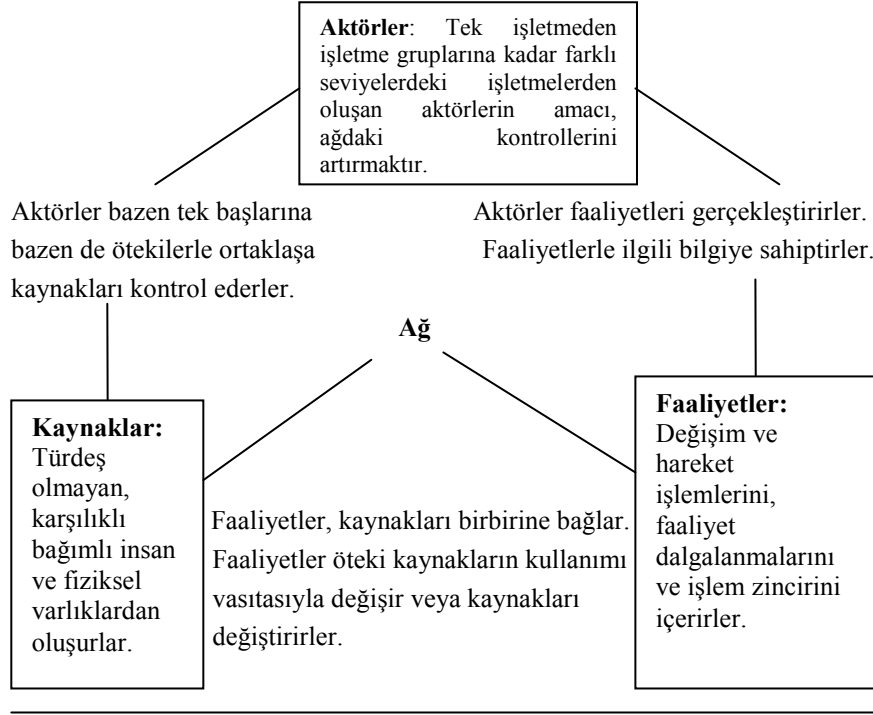 Aktörler: Tek işletmeden
işletme gruplarına kadar farklı
seviyelerdeki işletmelerden
oluşan aktörlerin amacı,
ağdaki kontrollerini
artırmaktır.
Aktörler bazen tek başlarına
bazen de ötekilerle ortaklaşa
kaynakları kontrol ederler.
Aktörler faaliyetleri gerçekleştirirler.
Faaliyetlerle ilgili bilgiye sahiptirler.
Ağ
Kaynaklar:
Türdeş
olmayan,
karşılıklı
bağımlı insan
ve fiziksel
varlıklardan
oluşurlar.
Faaliyetler, kaynakları birbirine bağlar.
Faaliyetler öteki kaynakların kullanımı
vasıtasıyla değişir veya kaynakları
değiştirirler.
Faaliyetler:
Değişim ve
hareket
işlemlerini,
faaliyet
dalgalanmalarını
ve işlem zincirini
içerirler.